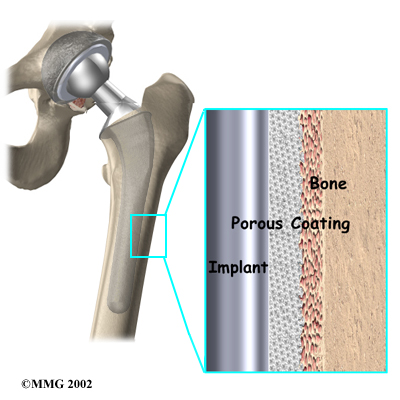 Bone
Porous Coating
Implant
©MMG 2002